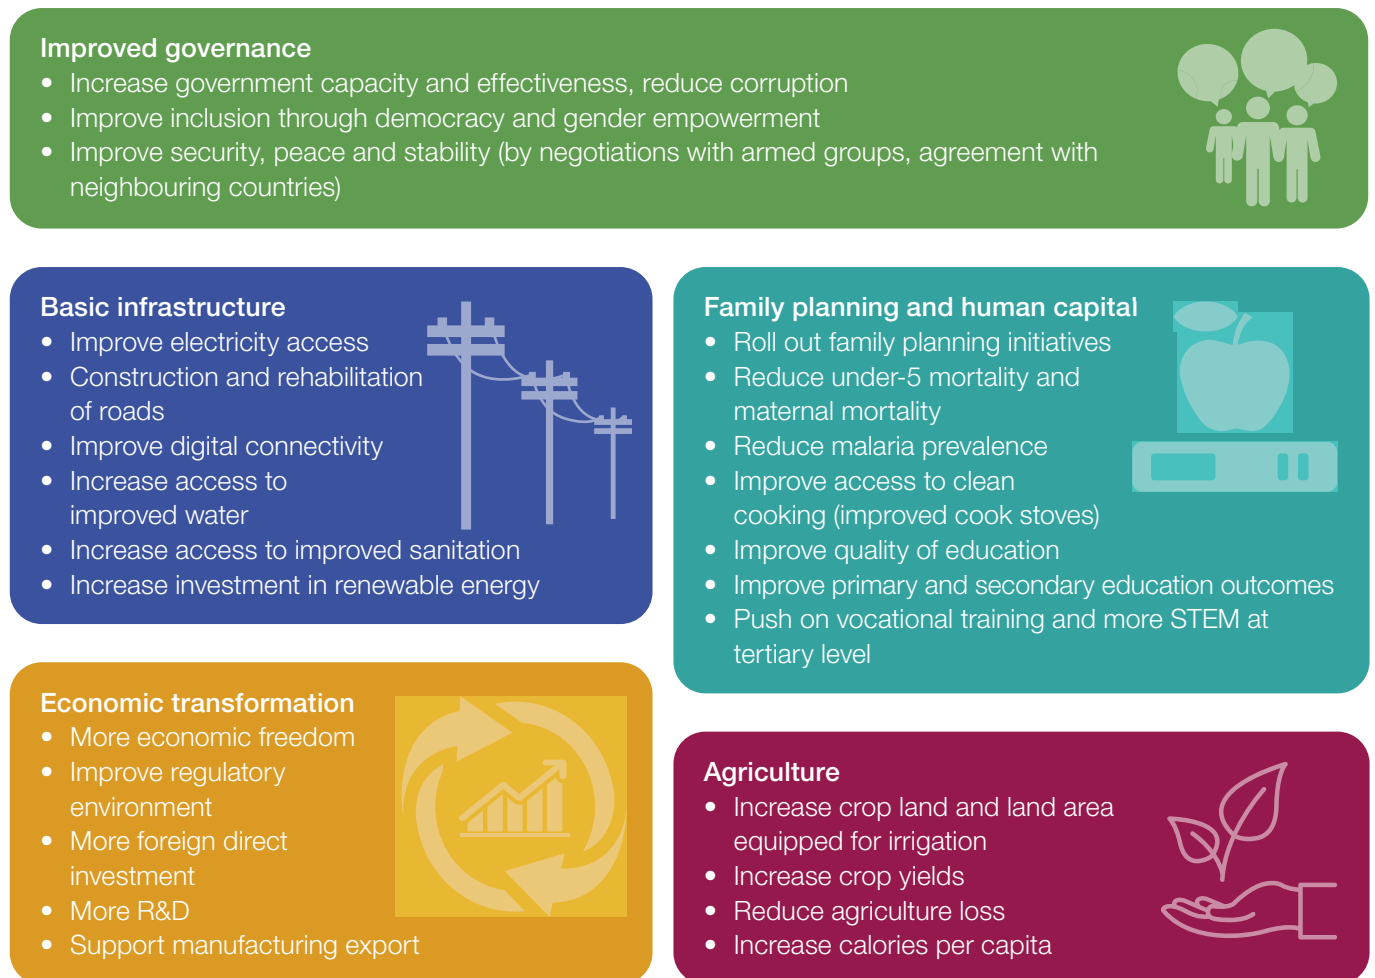 Improved governance
• Increase government capacity and effectiveness, reduce corruption
• Improve inclusion through democracy and gender empowerment
• Improve security, peace and stability (by negotiations with armed groups, agreement with
neighbouring countries)
Basic infrastructure
• Improve electricity access
• Construction and rehabilitation
of roads
• Improve digital connectivity
• Increase access to
improved water
• Increase access to improved sanitation
• Increase investment in renewable energy
Family planning and human capital
• Roll out family planning initiatives
• Reduce under-5 mortality and
maternal mortality
• Reduce malaria prevalence
• Improve access to clean
cooking (improved cook stoves)
• Improve quality of education
• Improve primary and secondary education outcomes
• Push on vocational training and more STEM at
tertiary level
Economic transformation
• More economic freedom
• Improve regulatory
environment
• More foreign direct
investment
• More R&D
• Support manufacturing export
Agriculture
• Increase crop land and land area
equipped for irrigation
• Increase crop yields
• Reduce agriculture loss
• Increase calories per capita